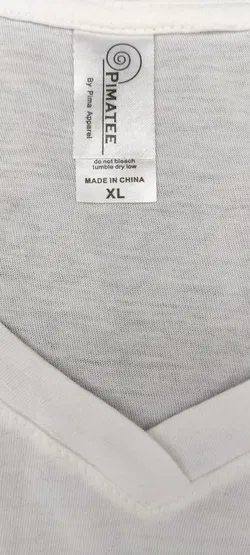 PIMATEE
By Pima Apparel
do not bleach
tumble dry low
MADE IN CHINA
XL